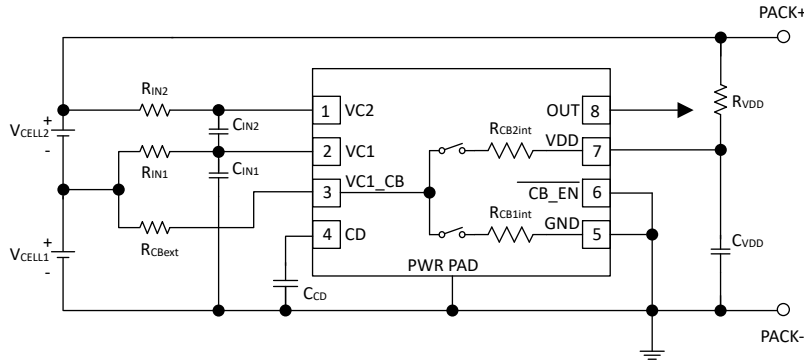 PACK+
RIN2
1 VC2
OUT 8
RVDD
CIN2
RCB2int
VDD 7
+
VCELL2
-
RIN1
2 VC1
CIN1
3 VC1_CB
CB_EN 6
RCBext
4 CD
RCB1int
GND 5
+
VCELL1
-
CVDD
PWR PAD
CCD
PACK-